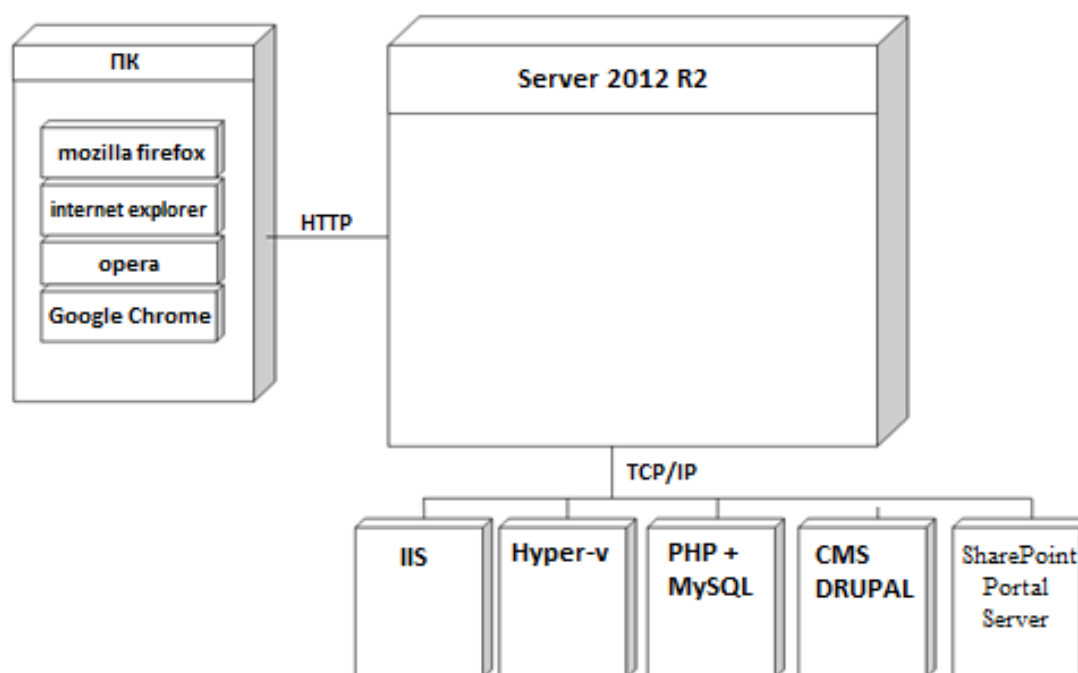 ПК
mozilla firefox
internet explorer
opera
Google Chrome
HTTP
Server 2012 R2
TCP/IP
IIS
Hyper-v
PHP +
MySQL
CMS
DRUPAL
SharePoint
Portal
Server